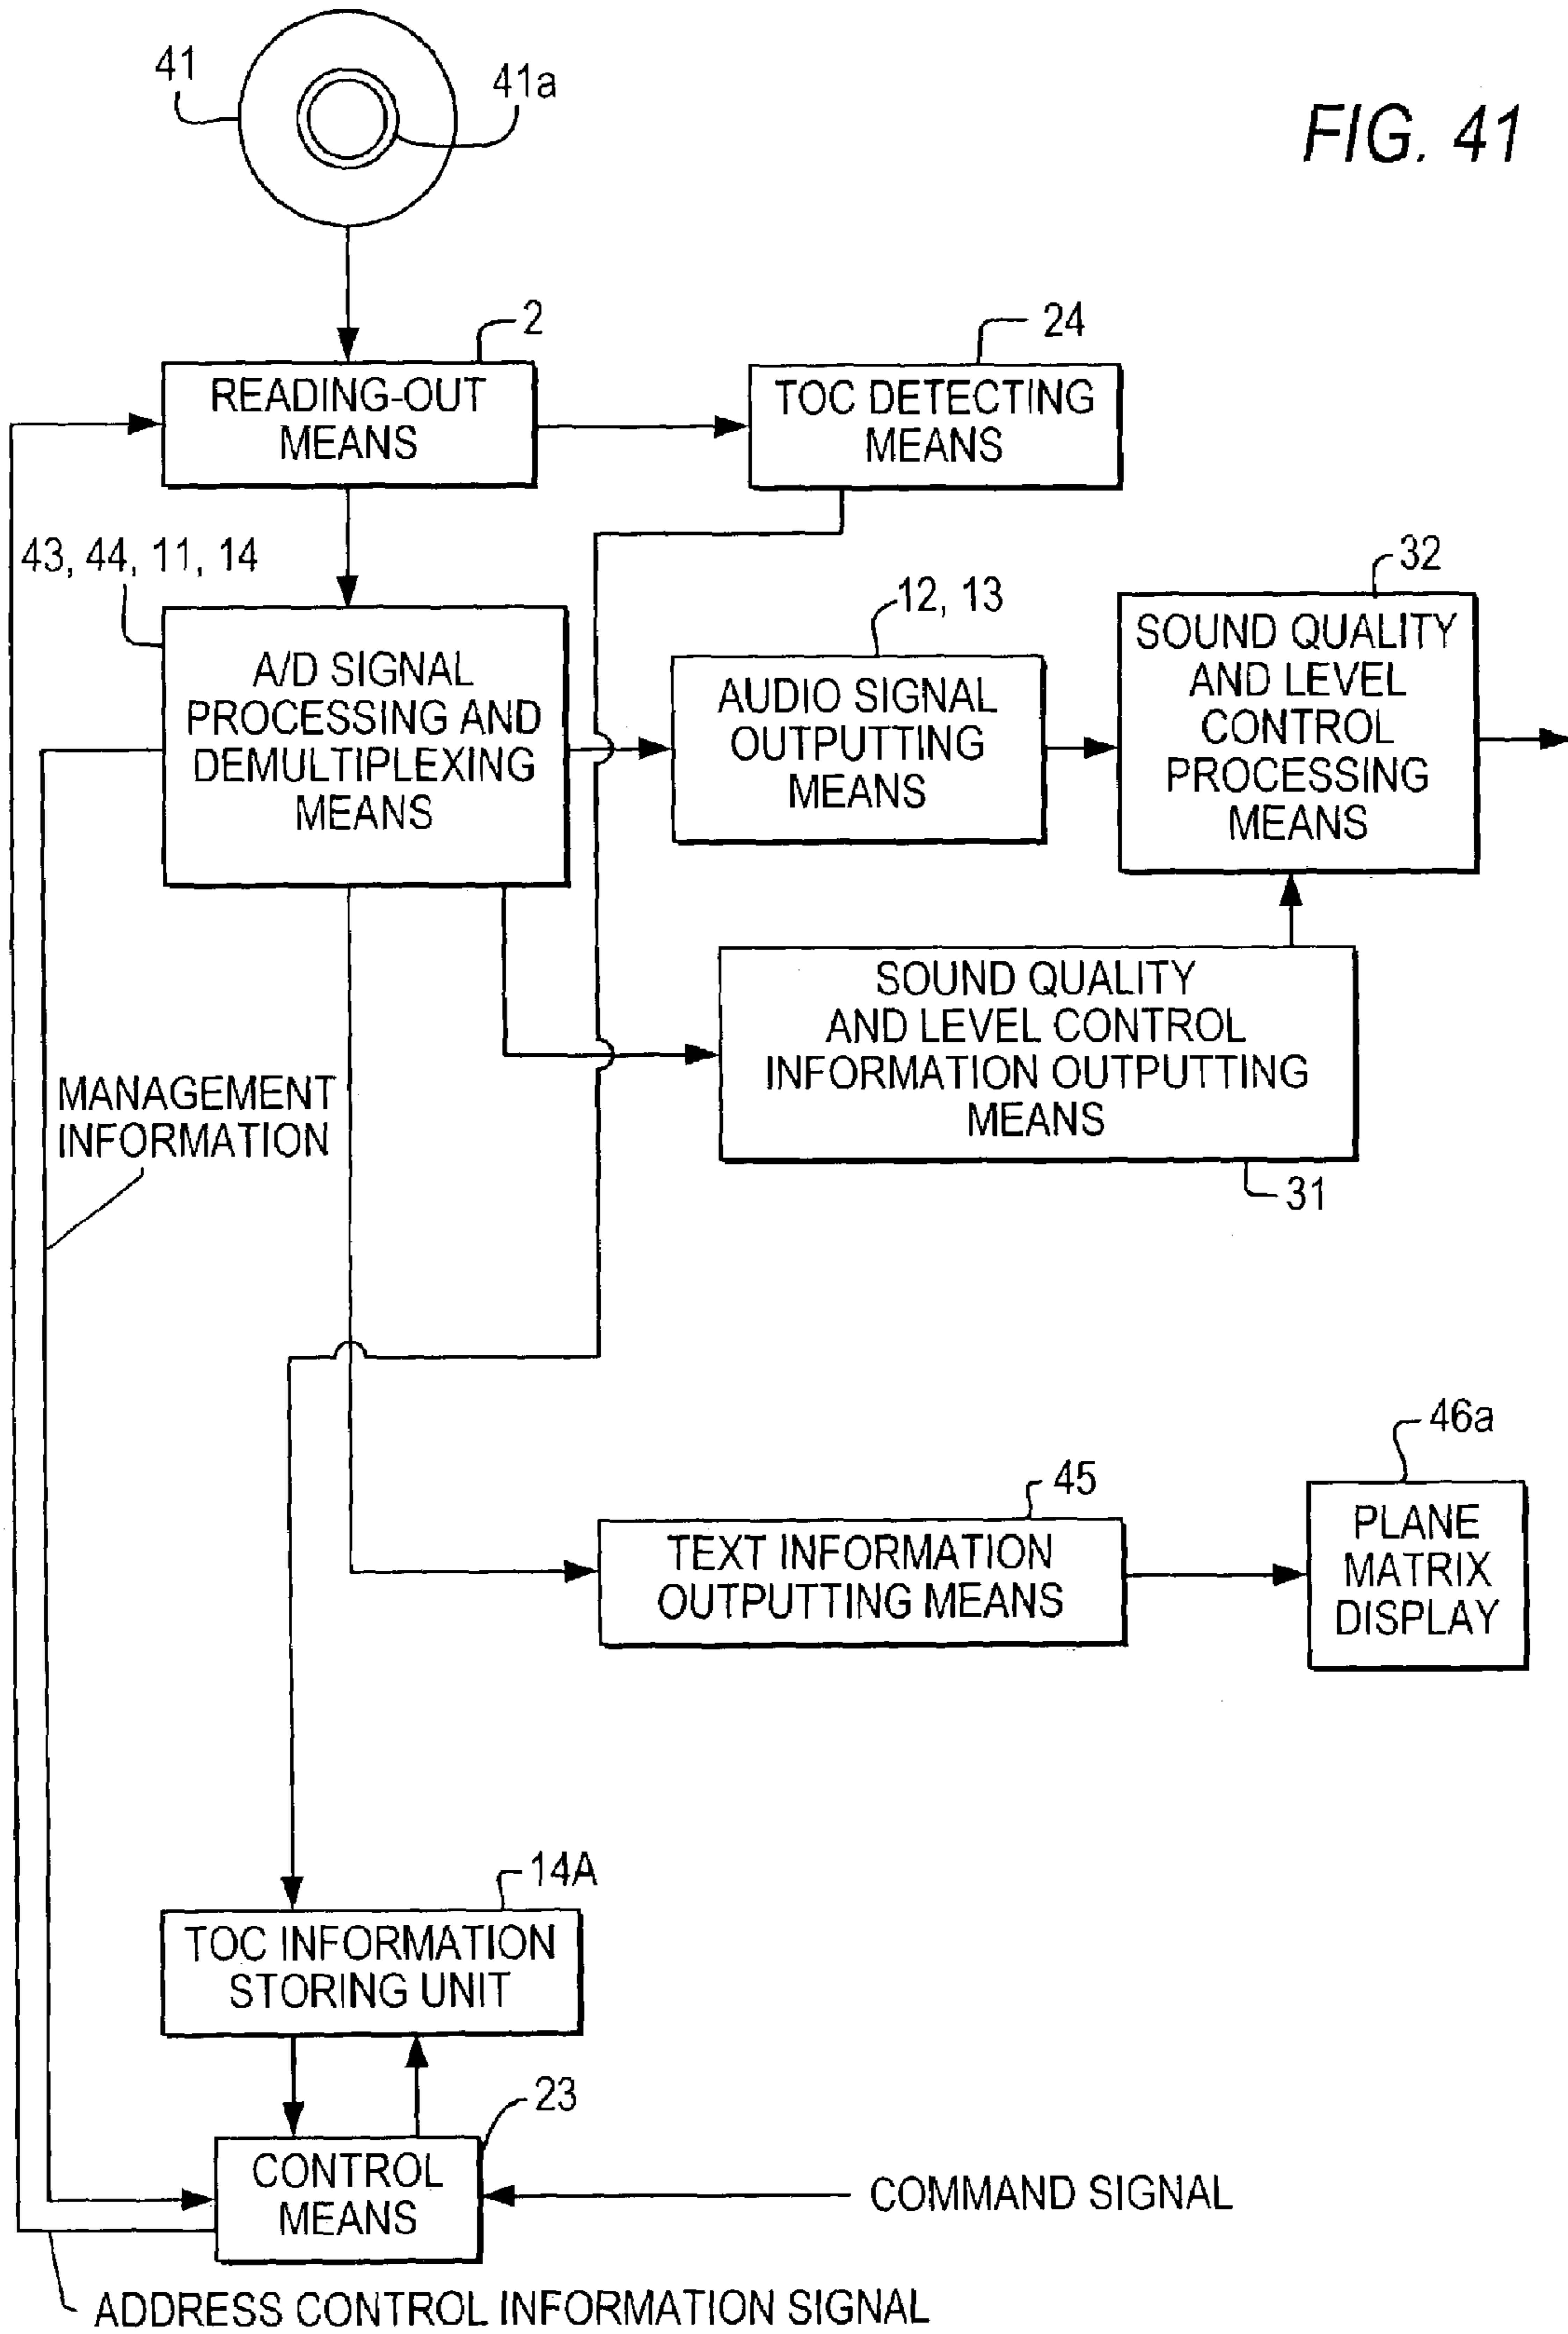 41
41a
FIG. 41
2
24
READING-OUT
MEANS
TOC DETECTING
MEANS
43, 44, 11, 14
12, 13
32
A/D SIGNAL
PROCESSING AND
DEMULTIPLEXING
MEANS
AUDIO SIGNAL
OUTPUTTING
MEANS
SOUND QUALITY
AND LEVEL
CONTROL
PROCESSING
MEANS
SOUND QUALITY
AND LEVEL CONTROL
INFORMATION OUTPUTTING
MEANS
31
MANAGEMENT
INFORMATION
45
46a
TEXT INFORMATION
OUTPUTTING MEANS
PLANE
MATRIX
DISPLAY
14A
TOC INFORMATION
STORING UNIT
23
CONTROL
MEANS
COMMAND SIGNAL
ADDRESS CONTROL INFORMATION SIGNAL